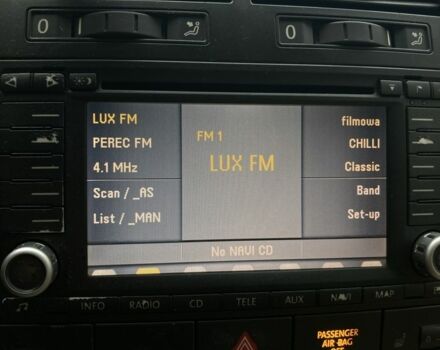 0
0
LUX FM
PEREC FM
4.1 MHz
Scan / _AS
List / _MAN
FM 1
LUX FM
filmowa
CHILLI
Classic
Band
Set-up
No NAVI CD
INFO RADIO CD TELE AUX NAVI MAP
PASSENGER
AIR-BAG
OFF